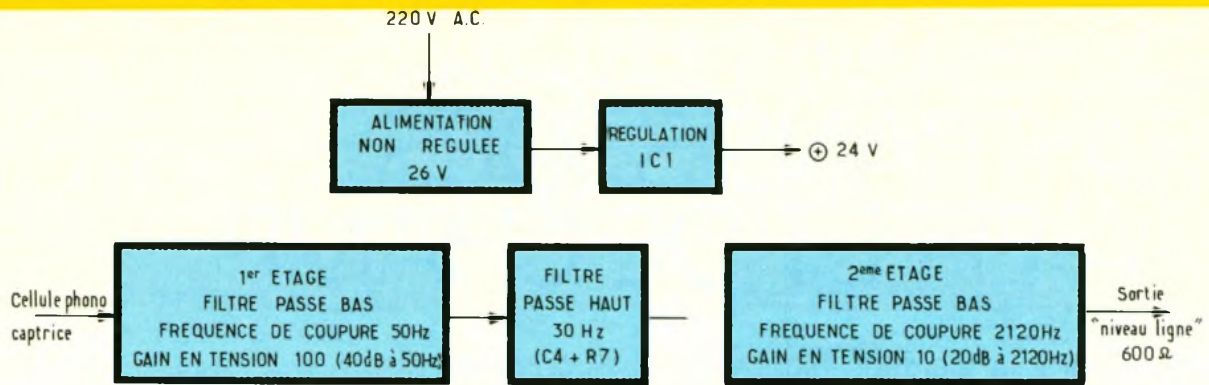 220 V A.C.
ALIMENTATION
NON REGULEE
26 V
REGULATION
IC1
⊕ 24 V
Cellule phono
captrice
1er ETAGE
FILTRE PASSE BAS
FREQUENCE DE COUPURE 50Hz
GAIN EN TENSION 100 (40dB à 50Hz)
FILTRE
PASSE HAUT
30 Hz
(C4 + R7)
2eme ETAGE
FILTRE PASSE BAS
FREQUENCE DE COUPURE 2120Hz
GAIN EN TENSION 10 (20dB à 2120Hz)
Sortie
"niveau ligne"
600 Ω